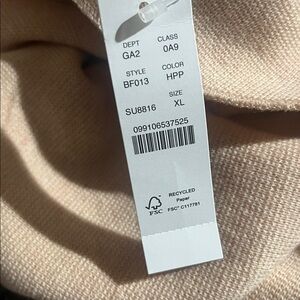 DEPT CLASS
GA2 0A9
STYLE COLOR
BF013 HPP
SIZE
SU8816 XL
099106537525
RECYCLED
Paper
FSC FSC® C117781